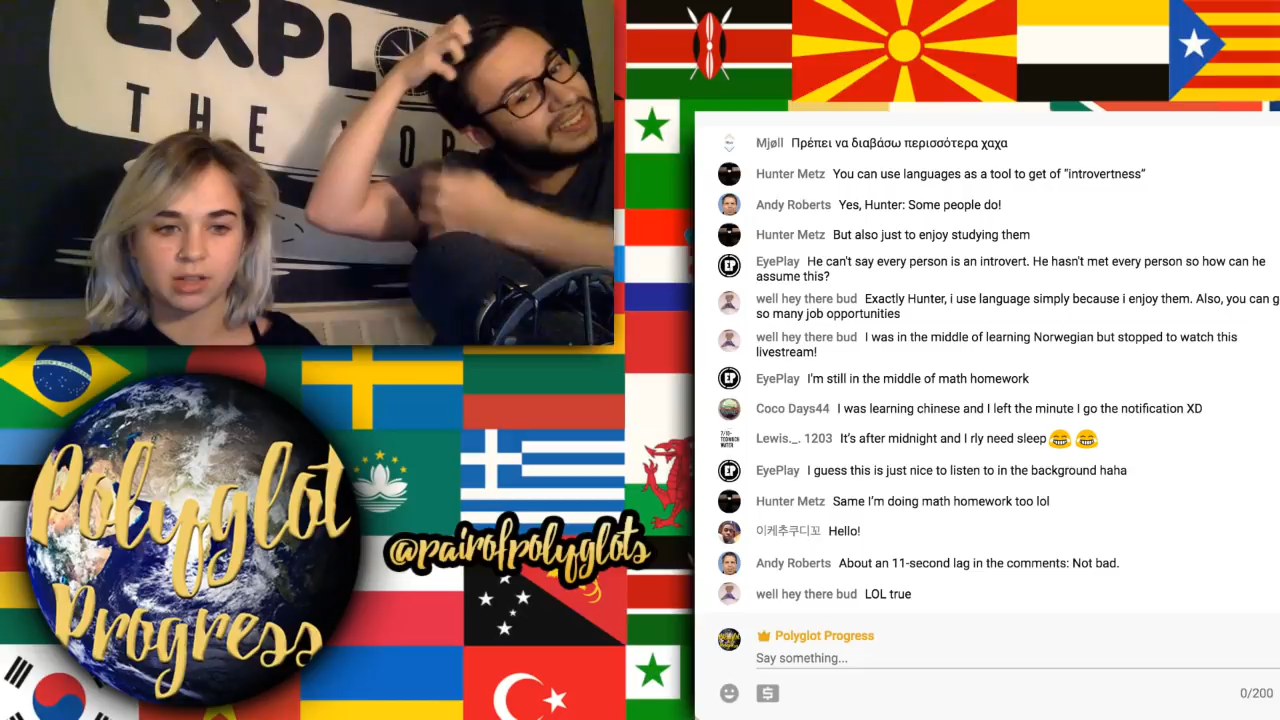 EXPLO
THE WOR
Mjøll Πρέπει να διαβάσω περισσότερα χαχα
Hunter Metz You can use languages as a tool to get of “introvertness”
Andy Roberts Yes, Hunter: Some people do!
Hunter Metz But also just to enjoy studying them
EyePlay He can't say every person is an introvert. He hasn't met every person so how can he
assume this?
well hey there bud Exactly Hunter, i use language simply because i enjoy them. Also, you can g
so many job opportunities
well hey there bud I was in the middle of learning Norwegian but stopped to watch this
livestream!
EyePlay I'm still in the middle of math homework
Coco Days44 I was learning chinese and I left the minute I go the notification XD
Lewis._. 1203 It's after midnight and I rly need sleep 😂 😂
EyePlay I guess this is just nice to listen to in the background haha
Hunter Metz Same I'm doing math homework too lol
이케추쿠디꼬 Hello!
Andy Roberts About an 11-second lag in the comments: Not bad.
well hey there bud LOL true
Polyglot Progress
Say something...
0/200
Polyglot
Progress
@pairofpolyglots